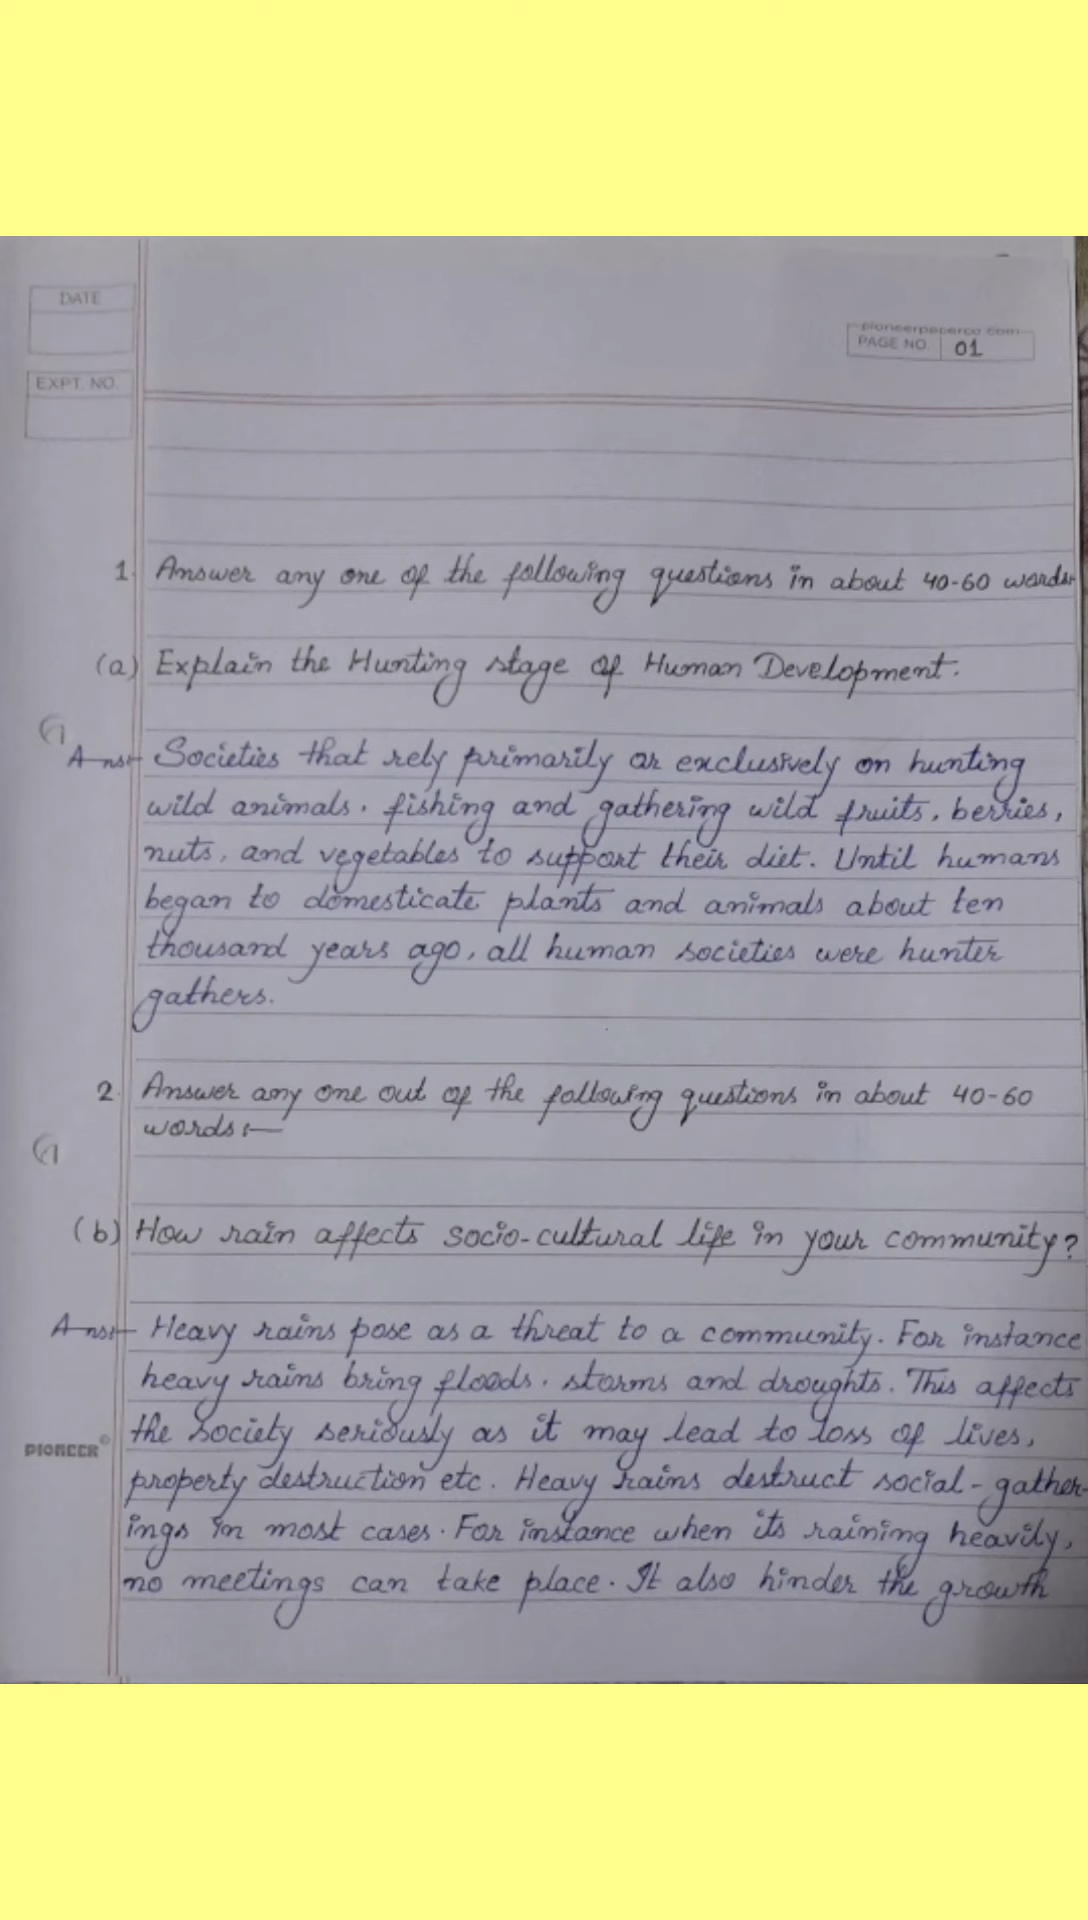 DATE
pioneerpaperco.com
PAGE NO. 01
EXPT. NO.
1. Answer any one of the following questions in about 40-60 words:-
(a) Explain the Hunting stage of Human Development.
Ans:- Societies that rely primarily or exclusively on hunting
wild animals, fishing and gathering wild fruits, berries,
nuts, and vegetables to support their diet. Until humans
began to domesticate plants and animals about ten
thousand years ago, all human societies were hunter
gathers.
2. Answer any one out of the following questions in about 40-60
words:-
(b) How rain affects socio-cultural life in your community?
Ans:- Heavy rains pose as a threat to a community. For instance
heavy rains bring floods, storms and droughts. This affects
the society seriously as it may lead to loss of lives,
PIONEER
property destruction etc. Heavy rains destruct social-gather-
ings in most cases. For instance when its raining heavily,
no meetings can take place. It also hinder the growth